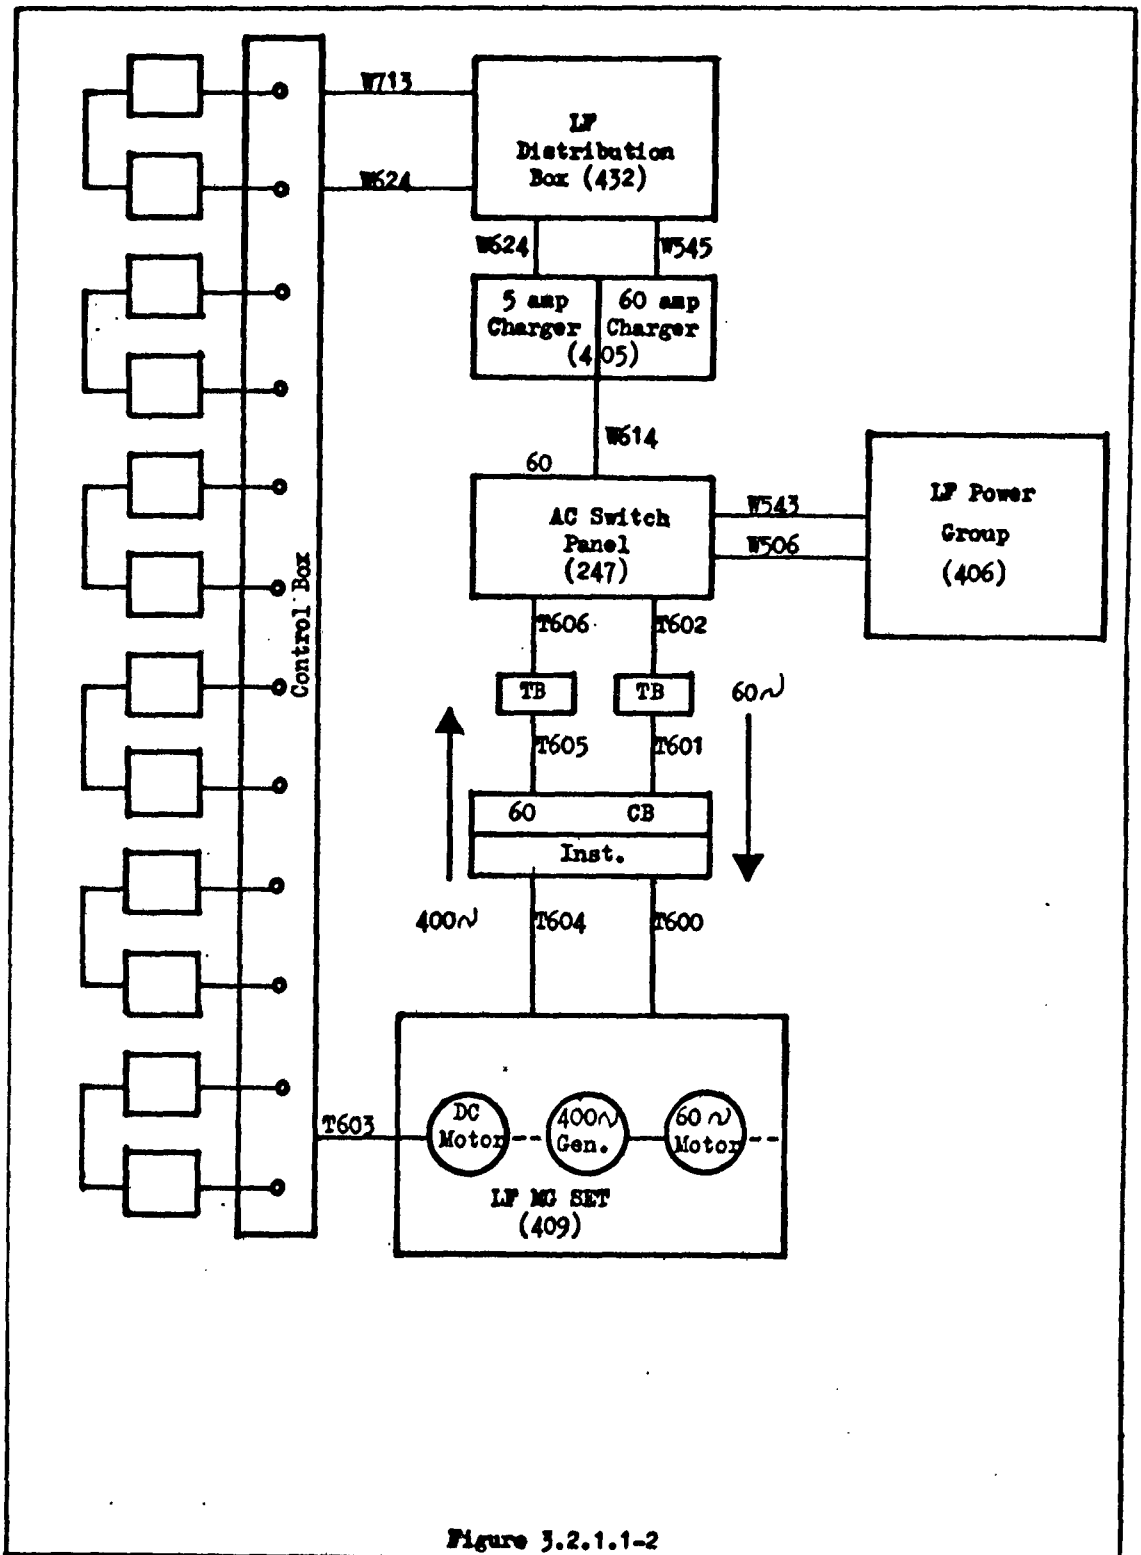 W713
W624
LF
Distribution
Box (432)
W624
W545
5 amp
Charger
60 amp
Charger
(405)
W614
60
AC Switch
Panel
(247)
W543
W506
LF Power
Group
(406)
Control Box
T606
T602
TB
TB
60~
T605
T601
60
CB
Inst.
400~
T604
T600
T603
DC
Motor
400~
Gen.
60~
Motor
LF MG SET
(409)
Figure 3.2.1.1-2